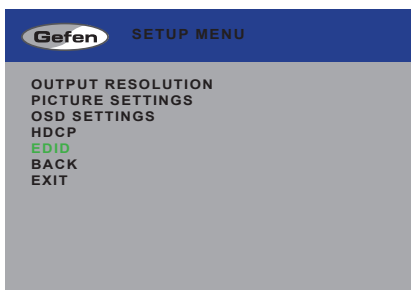 Gefen SETUP MENU
OUTPUT RESOLUTION
PICTURE SETTINGS
OSD SETTINGS
HDCP
EDID
BACK
EXIT